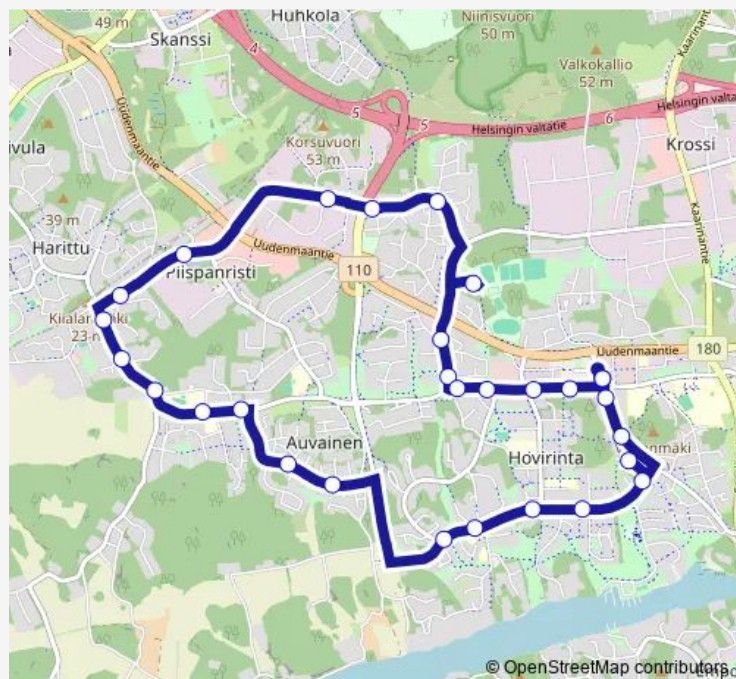 49 m
Skanssi
Huhkola
Niinisvuori
50 m
Valkokallio
52 m
Kaarinantie
4
5
5
Uudenmaantie
Helsingin valtatie
6
Helsingin valta
Korsuvuori
53 m
Krossi
39 m
Harittu
Uudenmaantie
Piispanristi
110
Kaarinantie
23
Uudenmaantie
180
Auvainen
Hovirinta
© OpenStreetMap contributors